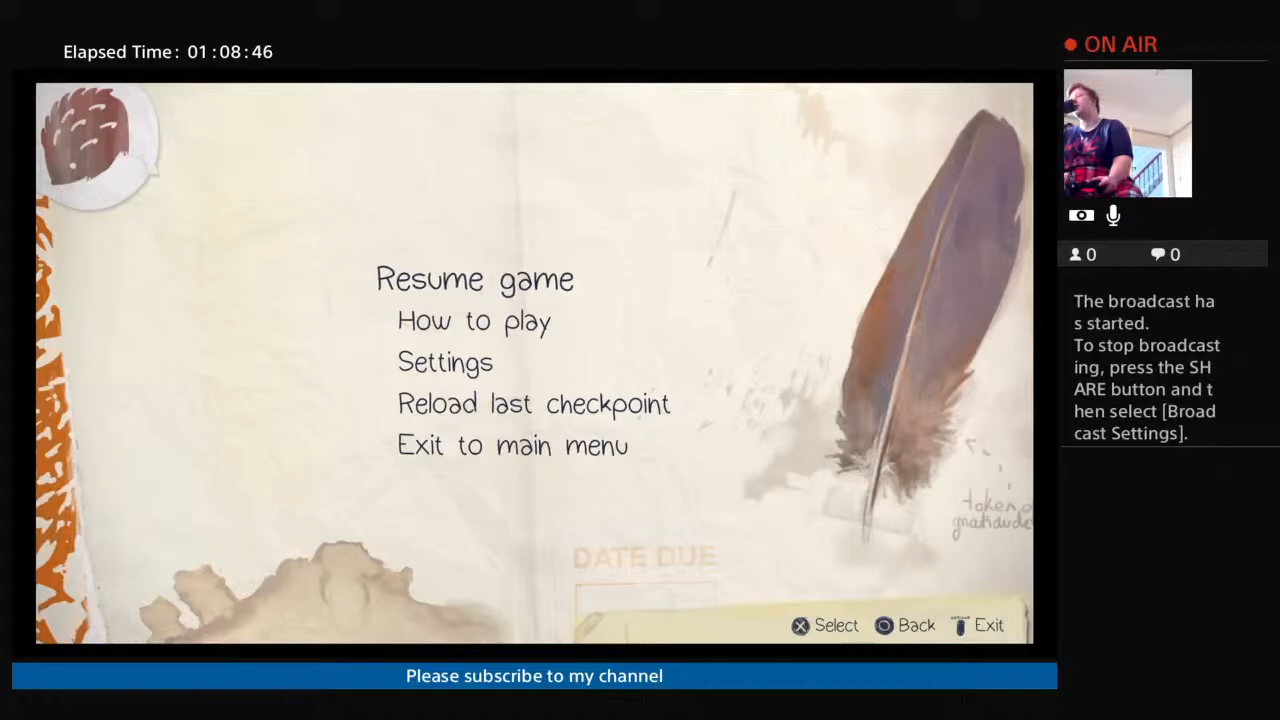 Elapsed Time: 01:08:46
ON AIR
0 0
The broadcast ha
s started.
To stop broadcast
ing, press the SH
ARE button and t
hen select [Broad
cast Settings].
Resume game
How to play
Settings
Reload last checkpoint
Exit to main menu
token o
gratitude
DATE DUE
Select Back Exit
Please subscribe to my channel